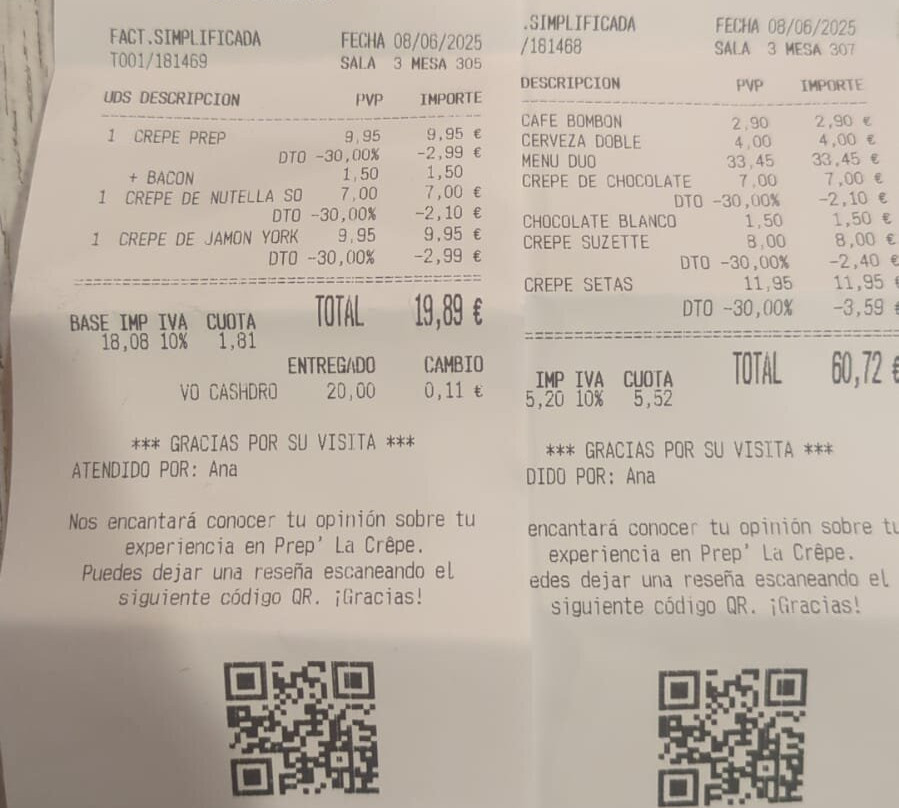 FACT.SIMPLIFICADA FECHA 08/06/2025
T001/181469 SALA 3 MESA 305
UDS DESCRIPCION PVP IMPORTE
1 CREPE PREP 9,95 9,95 €
DTO -30,00% -2,99 €
+ BACON 1,50 1,50
1 CREPE DE NUTELLA SO 7,00 7,00 €
DTO -30,00% -2,10 €
1 CREPE DE JAMON YORK 9,95 9,95 €
DTO -30,00% -2,99 €
TOTAL 19,89 €
BASE IMP IVA CUOTA
18,08 10% 1,81
ENTREGADO CAMBIO
VO CASHDRO 20,00 0,11 €
*** GRACIAS POR SU VISITA ***
ATENDIDO POR: Ana
Nos encantará conocer tu opinión sobre tu
experiencia en Prep' La Crêpe.
Puedes dejar una reseña escaneando el
siguiente código QR. ¡Gracias!
.SIMPLIFICADA FECHA 08/06/2025
/181468 SALA 3 MESA 307
DESCRIPCION PVP IMPORTE
CAFE BOMBON 2,90 2,90 €
CERVEZA DOBLE 4,00 4,00 €
MENU DUO 33,45 33,45 €
CREPE DE CHOCOLATE 7,00 7,00 €
DTO -30,00% -2,10 €
CHOCOLATE BLANCO 1,50 1,50 €
CREPE SUZETTE 8,00 8,00 €
DTO -30,00% -2,40 €
CREPE SETAS 11,95 11,95 €
DTO -30,00% -3,59 €
TOTAL 60,72 €
IMP IVA CUOTA
5,20 10% 5,52
*** GRACIAS POR SU VISITA ***
DIDO POR: Ana
encantará conocer tu opinión sobre tu
experiencia en Prep' La Crêpe.
edes dejar una reseña escaneando el
siguiente código QR. ¡Gracias!